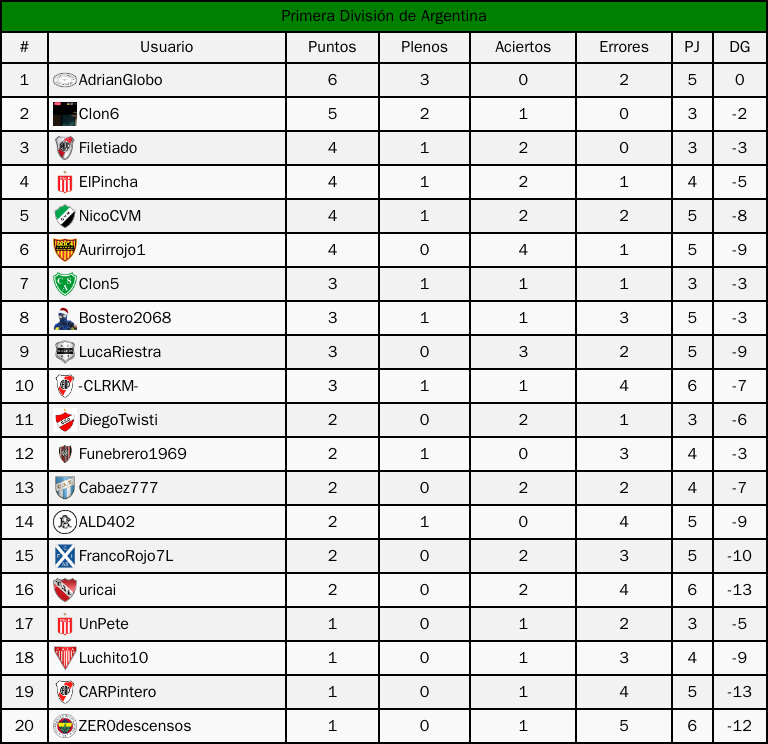 Primera División de Argentina
# Usuario Puntos Plenos Aciertos Errores PJ DG
1 AdrianGlobo 6 3 0 2 5 0
2 Clon6 5 2 1 0 3 -2
3 Filetiado 4 1 2 0 3 -3
4 ElPincha 4 1 2 1 4 -5
5 NicoCVM 4 1 2 2 5 -8
6 Aurirrojo1 4 0 4 1 5 -9
7 Clon5 3 1 1 1 3 -3
8 Bostero2068 3 1 1 3 5 -3
9 LucaRiestra 3 0 3 2 5 -9
10 -CLRKM- 3 1 1 4 6 -7
11 DiegoTwisti 2 0 2 1 3 -6
12 Funebrero1969 2 1 0 3 4 -3
13 Cabaez777 2 0 2 2 4 -7
14 ALD402 2 1 0 4 5 -9
15 FrancoRojo7L 2 0 2 3 5 -10
16 uricai 2 0 2 4 6 -13
17 UnPete 1 0 1 2 3 -5
18 Luchito10 1 0 1 3 4 -9
19 CARPintero 1 0 1 4 5 -13
20 ZER0descensos 1 0 1 5 6 -12